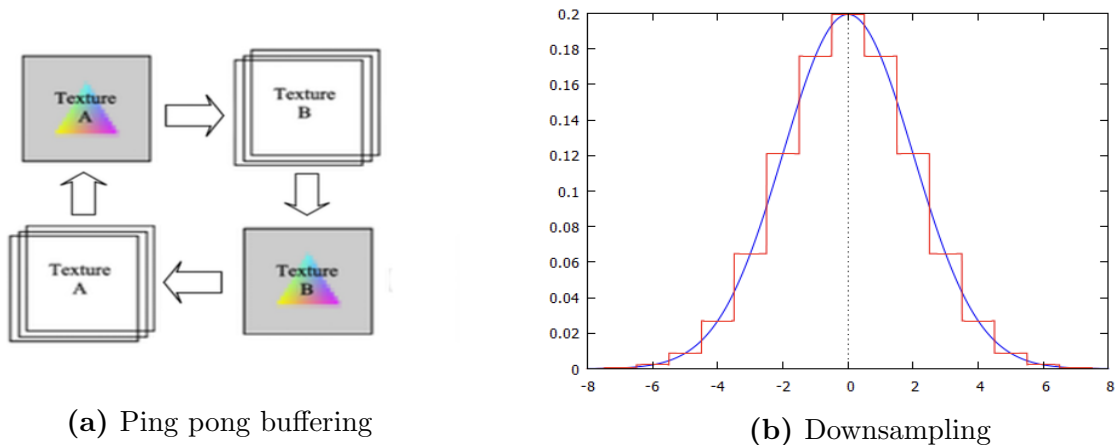 Texture
A
Texture
B
Texture
A
Texture
B
(a) Ping pong buffering
0.2
0.18
0.16
0.14
0.12
0.1
0.08
0.06
0.04
0.02
0
-8 -6 -4 -2 0 2 4 6 8
(b) Downsampling